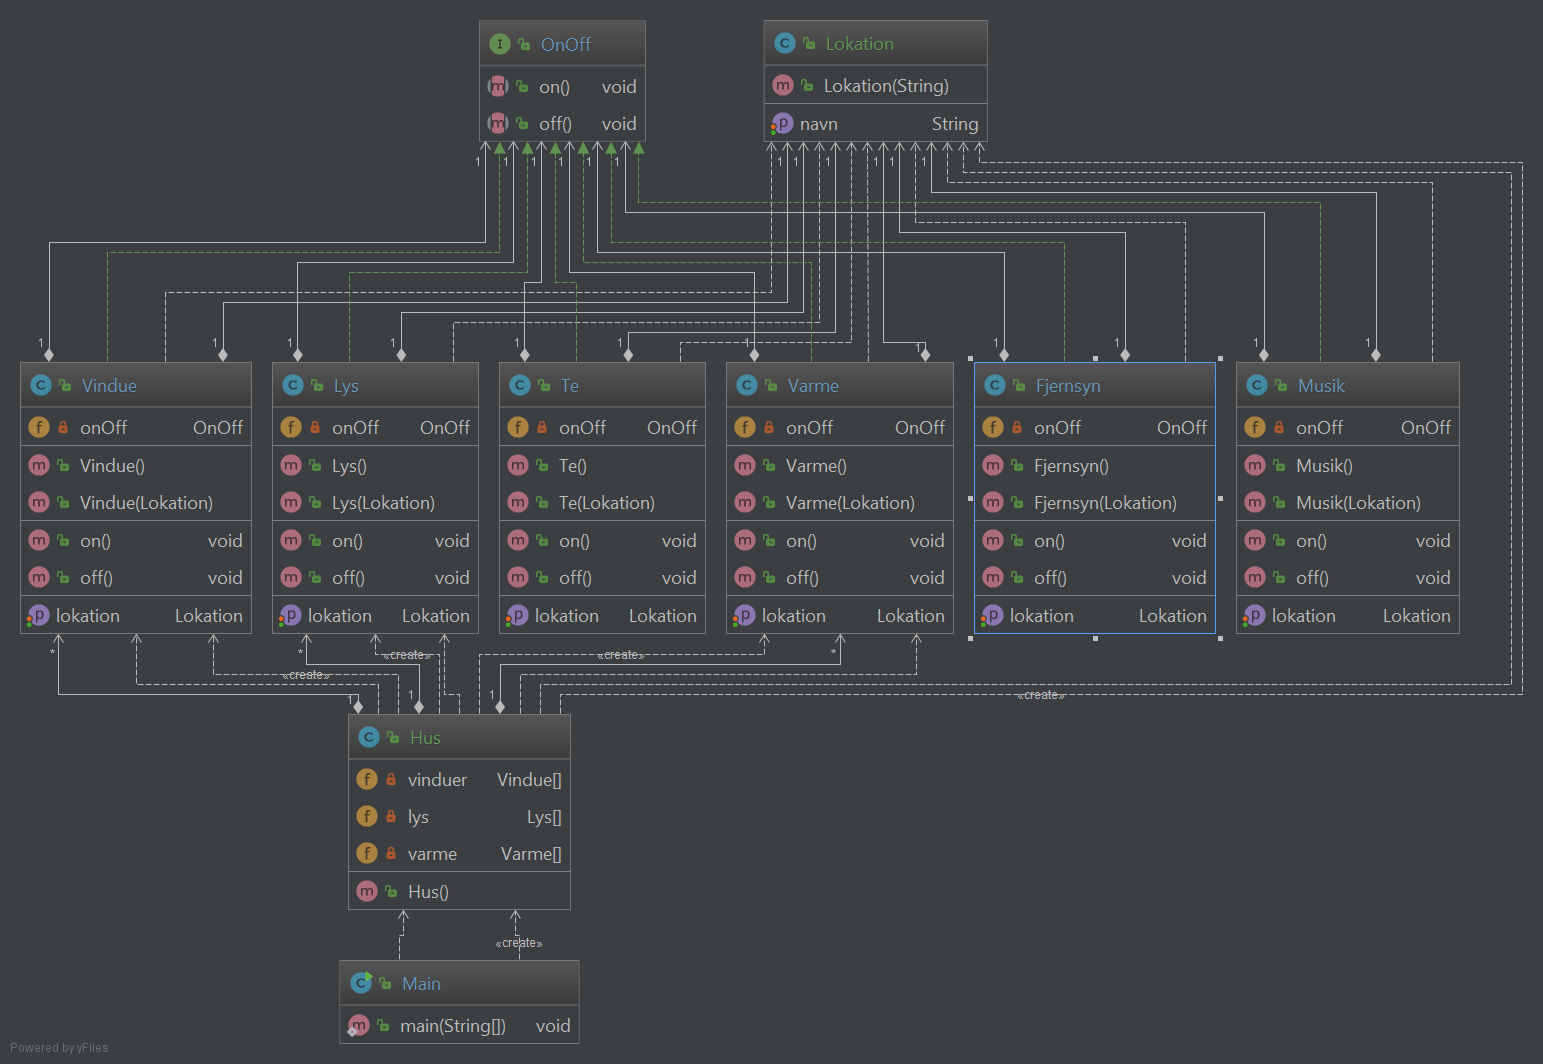 OnOff
on() void
off() void
Lokation
Lokation(String)
navn String
1 1 1 1 1 1
1 1 1 1 1 1
1 1 1 1 1 1 1 1 1 1 1 1
Vindue
onOff OnOff
Vindue()
Vindue(Lokation)
on() void
off() void
lokation Lokation
Lys
onOff OnOff
Lys()
Lys(Lokation)
on() void
off() void
lokation Lokation
Te
onOff OnOff
Te()
Te(Lokation)
on() void
off() void
lokation Lokation
Varme
onOff OnOff
Varme()
Varme(Lokation)
on() void
off() void
lokation Lokation
Fjernsyn
onOff OnOff
Fjernsyn()
Fjernsyn(Lokation)
on() void
off() void
lokation Lokation
Musik
onOff OnOff
Musik()
Musik(Lokation)
on() void
off() void
lokation Lokation
* * *
«create» «create»
«create»
1 1 1 «create»
Hus
vinduer Vindue[]
lys Lys[]
varme Varme[]
Hus()
«create»
Main
main(String[]) void
Powered by yFiles